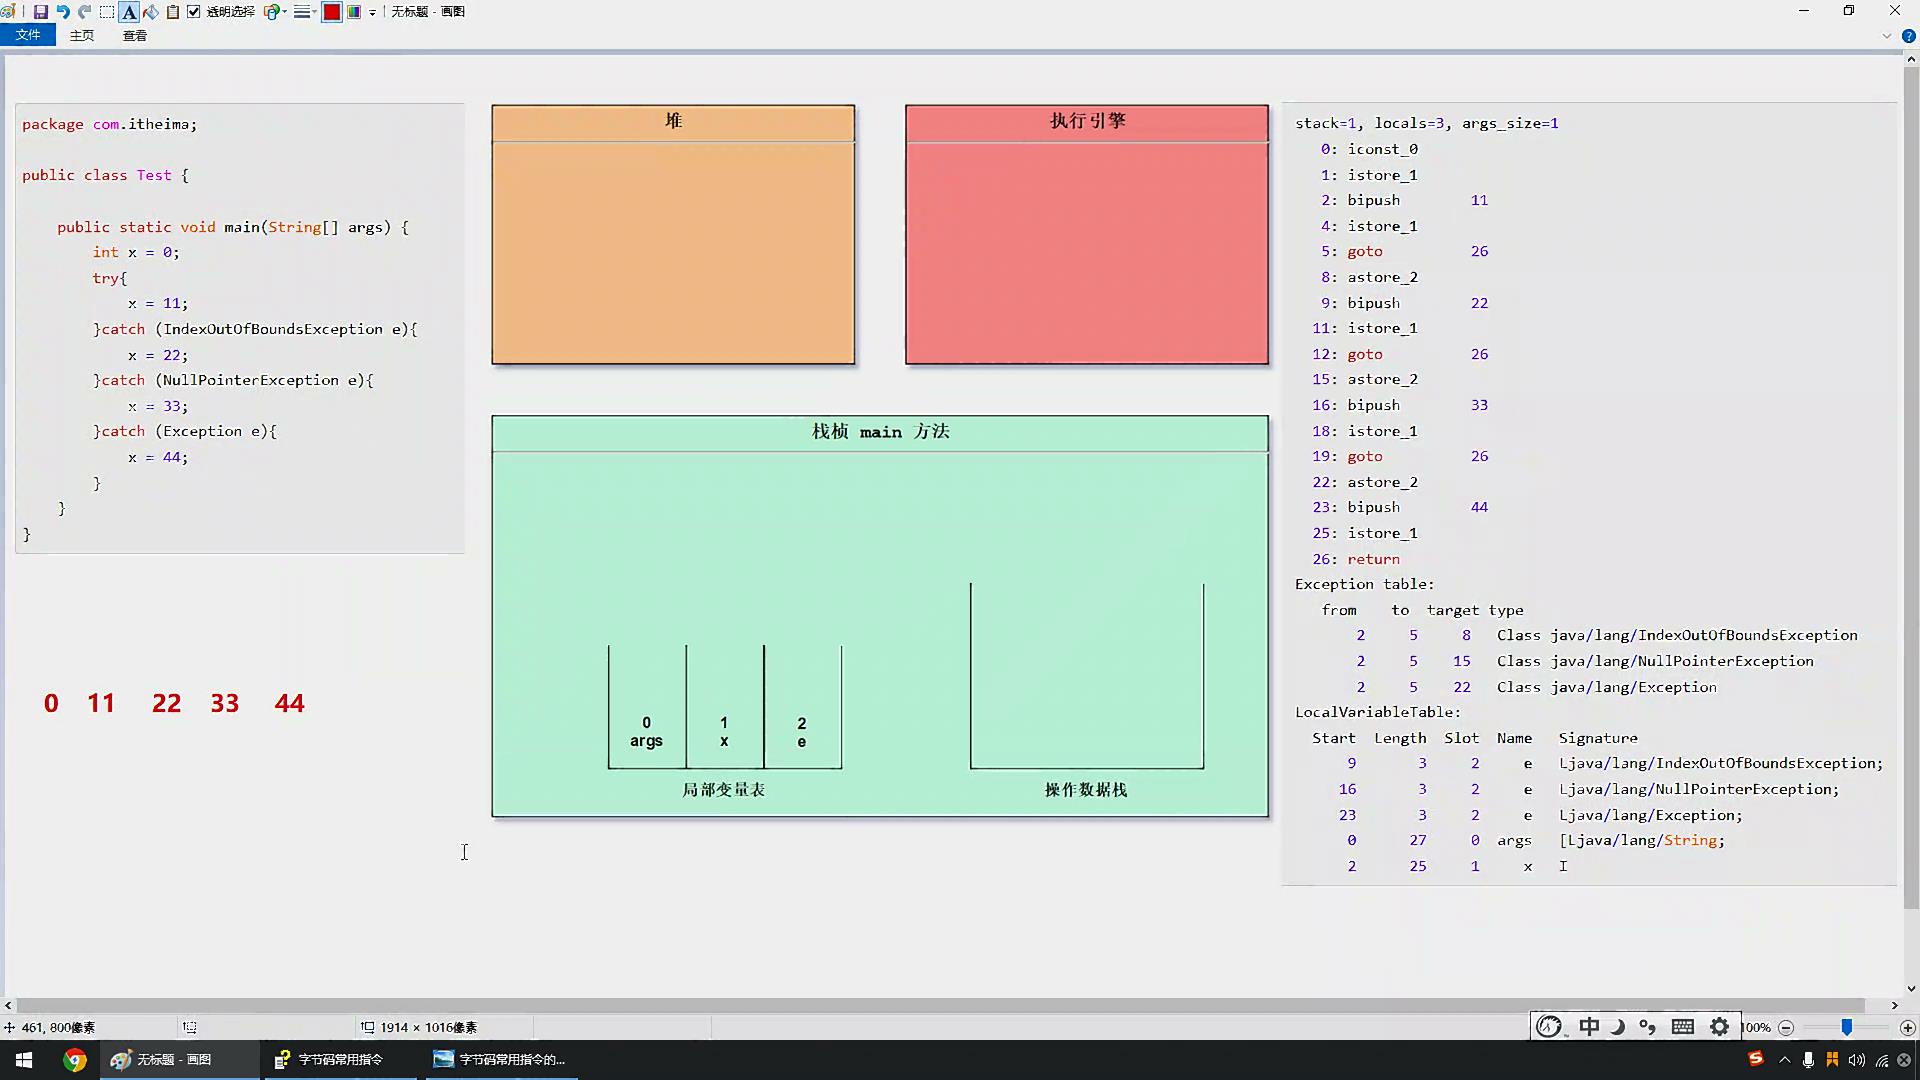 透明选择
无标题 - 画图
文件
主页
查看
package com.itheima;
public class Test {
public static void main(String[] args) {
int x = 0;
try{
x = 11;
}catch (IndexOutOfBoundsException e){
x = 22;
}catch (NullPointerException e){
x = 33;
}catch (Exception e){
x = 44;
}
}
}
0 11 22 33 44
堆
执行引擎
栈桢 main 方法
0 1 2
args x e
局部变量表
操作数据栈
stack=1, locals=3, args_size=1
0: iconst_0
1: istore_1
2: bipush 11
4: istore_1
5: goto 26
8: astore_2
9: bipush 22
11: istore_1
12: goto 26
15: astore_2
16: bipush 33
18: istore_1
19: goto 26
22: astore_2
23: bipush 44
25: istore_1
26: return
Exception table:
from to target type
2 5 8 Class java/lang/IndexOutOfBoundsException
2 5 15 Class java/lang/NullPointerException
2 5 22 Class java/lang/Exception
LocalVariableTable:
Start Length Slot Name Signature
9 3 2 e Ljava/lang/IndexOutOfBoundsException;
16 3 2 e Ljava/lang/NullPointerException;
23 3 2 e Ljava/lang/Exception;
0 27 0 args [Ljava/lang/String;
2 25 1 x I
461, 800像素
1914 × 1016像素
中
100%
无标题 - 画图
字节码常用指令
字节码常用指令的...